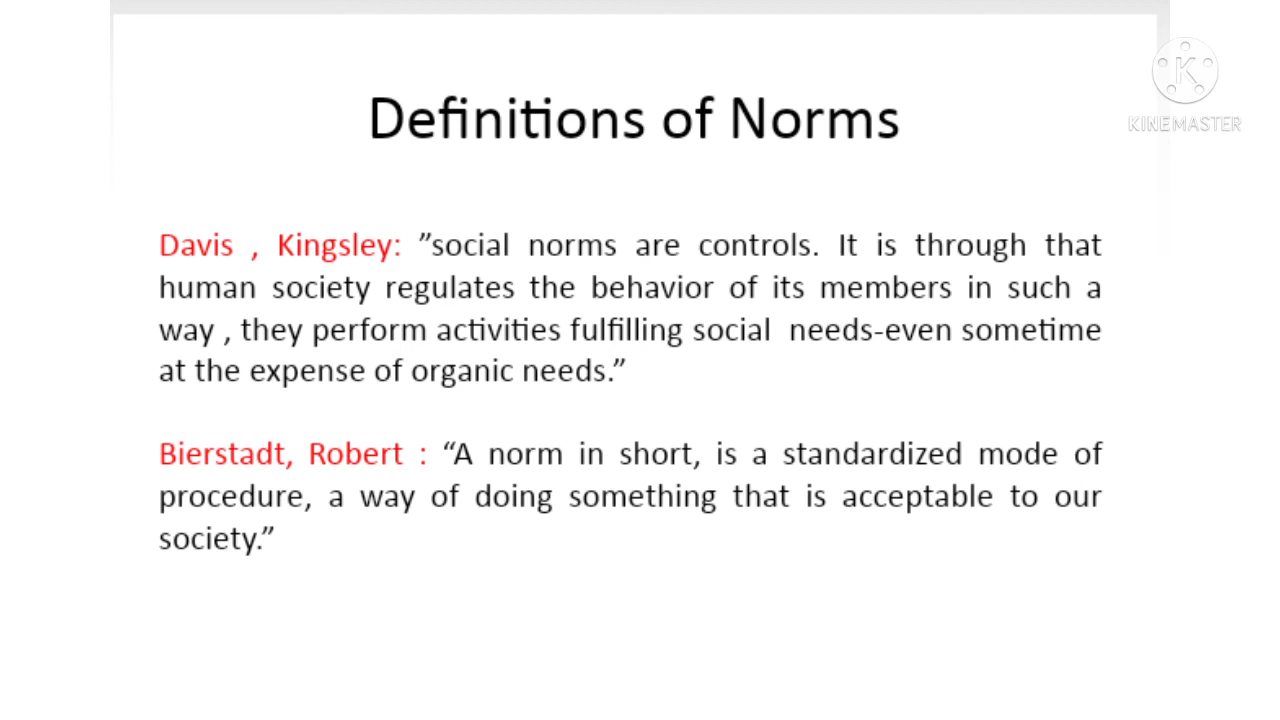 Definitions of Norms
KINEMASTER
Davis , Kingsley: ”social norms are controls. It is through that
human society regulates the behavior of its members in such a
way , they perform activities fulfilling social needs-even sometime
at the expense of organic needs.”
Bierstadt, Robert : “A norm in short, is a standardized mode of
procedure, a way of doing something that is acceptable to our
society.”